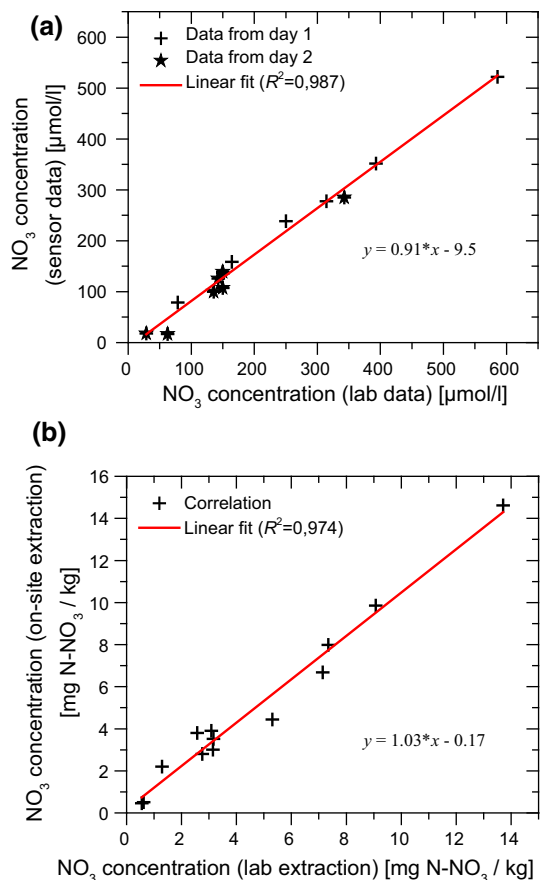 (a)
600
500
400
300
200
100
0
NO3 concentration
(sensor data) [µmol/l]
Data from day 1
Data from day 2
Linear fit (R²=0,987)
y = 0.91*x - 9.5
0 100 200 300 400 500 600
NO3 concentration (lab data) [µmol/l]
(b)
16
14
12
10
8
6
4
2
0
NO3 concentration (on-site extraction)
[mg N-NO3 / kg]
Correlation
Linear fit (R²=0,974)
y = 1.03*x - 0.17
0 2 4 6 8 10 12 14
NO3 concentration (lab extraction) [mg N-NO3 / kg]